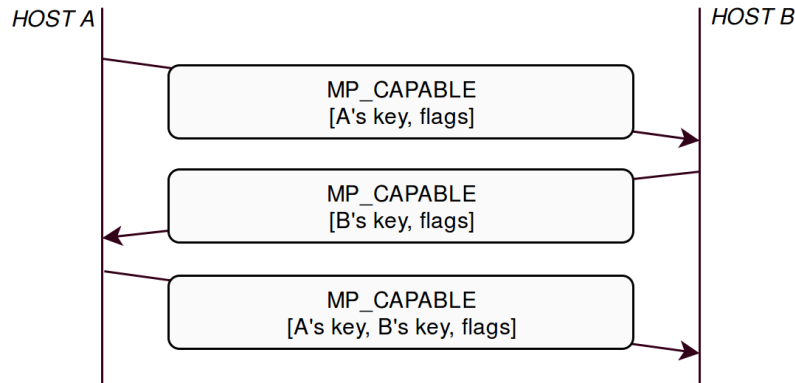 HOST A
HOST B
MP_CAPABLE
[A's key, flags]
MP_CAPABLE
[B's key, flags]
MP_CAPABLE
[A's key, B's key, flags]